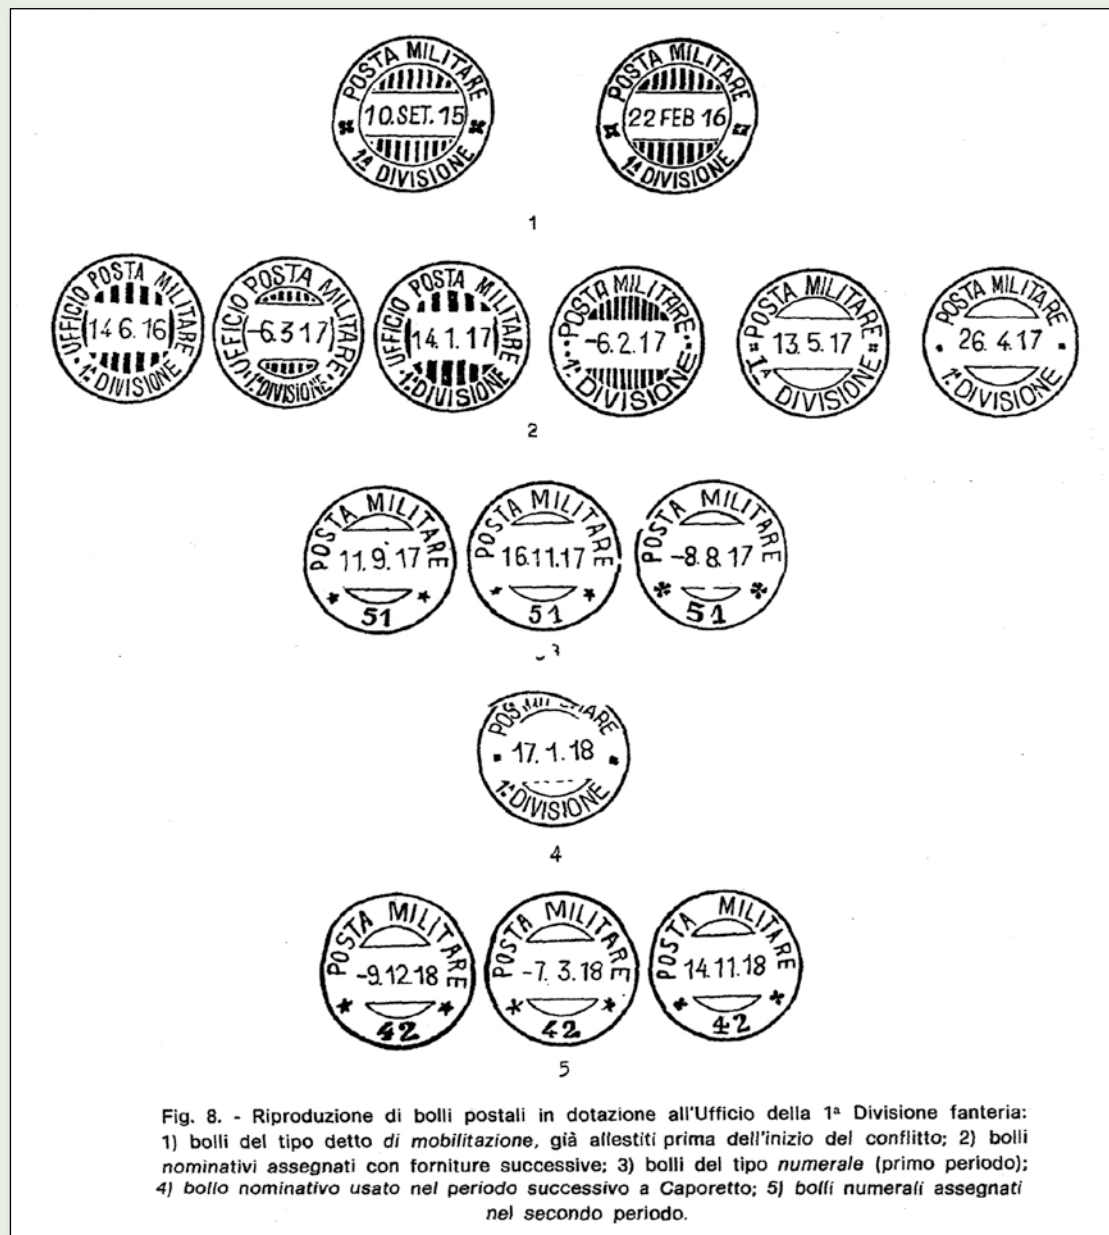 POSTA MILITARE
10.SET.15
1ª DIVISIONE
POSTA MILITARE
22 FEB 16
1ª DIVISIONE
1
UFFICIO POSTA MILITARE
14 6. 16
1ª DIVISIONE
UFFICIO POSTA MILITARE
-6.3 17
1ª DIVISIONE
UFFICIO POSTA MILITARE
14. 1. 17
1ª DIVISIONE
POSTA MILITARE
-6.2.17
1ª DIVISIONE
POSTA MILITARE
13.5.17
1ª DIVISIONE
POSTA MILITARE
26.4.17
1ª DIVISIONE
2
POSTA MILITARE
11.9.17
51
POSTA MILITARE
16.11.17
51
POSTA MILITARE
-8.8.17
51
17.1.18
1ª DIVISIONE
4
POSTA MILITARE
-9.12.18
42
POSTA MILITARE
-7.3.18
42
POSTA MILITARE
14.11.18
42
5
Fig. 8. - Riproduzione di bolli postali in dotazione all'Ufficio della 1ª Divisione fanteria:
1) bolli del tipo detto di mobilitazione, già allestiti prima dell'inizio del conflitto; 2) bolli
nominativi assegnati con forniture successive; 3) bolli del tipo numerale (primo periodo);
4) bollo nominativo usato nel periodo successivo a Caporetto; 5) bolli numerali assegnati
nel secondo periodo.